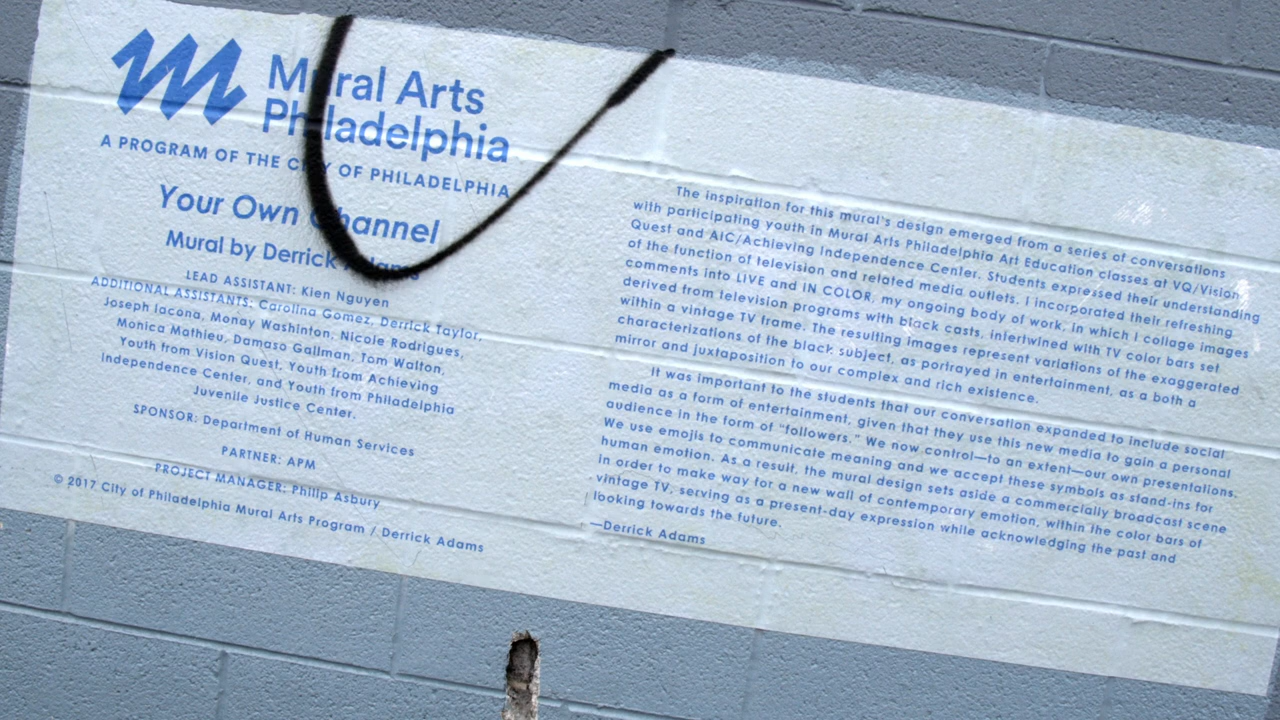 Mural Arts
Philadelphia
A PROGRAM OF THE CITY OF PHILADELPHIA
Your Own Channel
Mural by Derrick Adams
LEAD ASSISTANT: Kien Nguyen
ADDITIONAL ASSISTANTS: Carolina Gomez, Derrick Taylor,
Joseph Iacona, Monay Washinton, Nicole Rodrigues,
Monica Mathieu, Damaso Gallman, Tom Walton,
Youth from Vision Quest, Youth from Achieving
Independence Center, and Youth from Philadelphia
Juvenile Justice Center.
SPONSOR: Department of Human Services
PARTNER: APM
PROJECT MANAGER: Philip Asbury
© 2017 City of Philadelphia Mural Arts Program / Derrick Adams
The inspiration for this mural's design emerged from a series of conversations
with participating youth in Mural Arts Philadelphia Art Education classes at VQ/Vision
Quest and AIC/Achieving Independence Center. Students expressed their understanding
of the function of television and related media outlets. I incorporated their refreshing
comments into LIVE and IN COLOR, my ongoing body of work, in which I collage images
derived from television programs with black casts, intertwined with TV color bars set
within a vintage TV frame. The resulting images represent variations of the exaggerated
characterizations of the black subject, as portrayed in entertainment, as a both a
mirror and juxtaposition to our complex and rich existence.
It was important to the students that our conversation expanded to include social
media as a form of entertainment, given that they use this new media to gain a personal
audience in the form of "followers." We now control—to an extent—our own presentations.
We use emojis to communicate meaning and we accept these symbols as stand-ins for
human emotion. As a result, the mural design sets aside a commercially broadcast scene
in order to make way for a new wall of contemporary emotion, within the color bars of
vintage TV, serving as a present-day expression while acknowledging the past and
looking towards the future.
—Derrick Adams